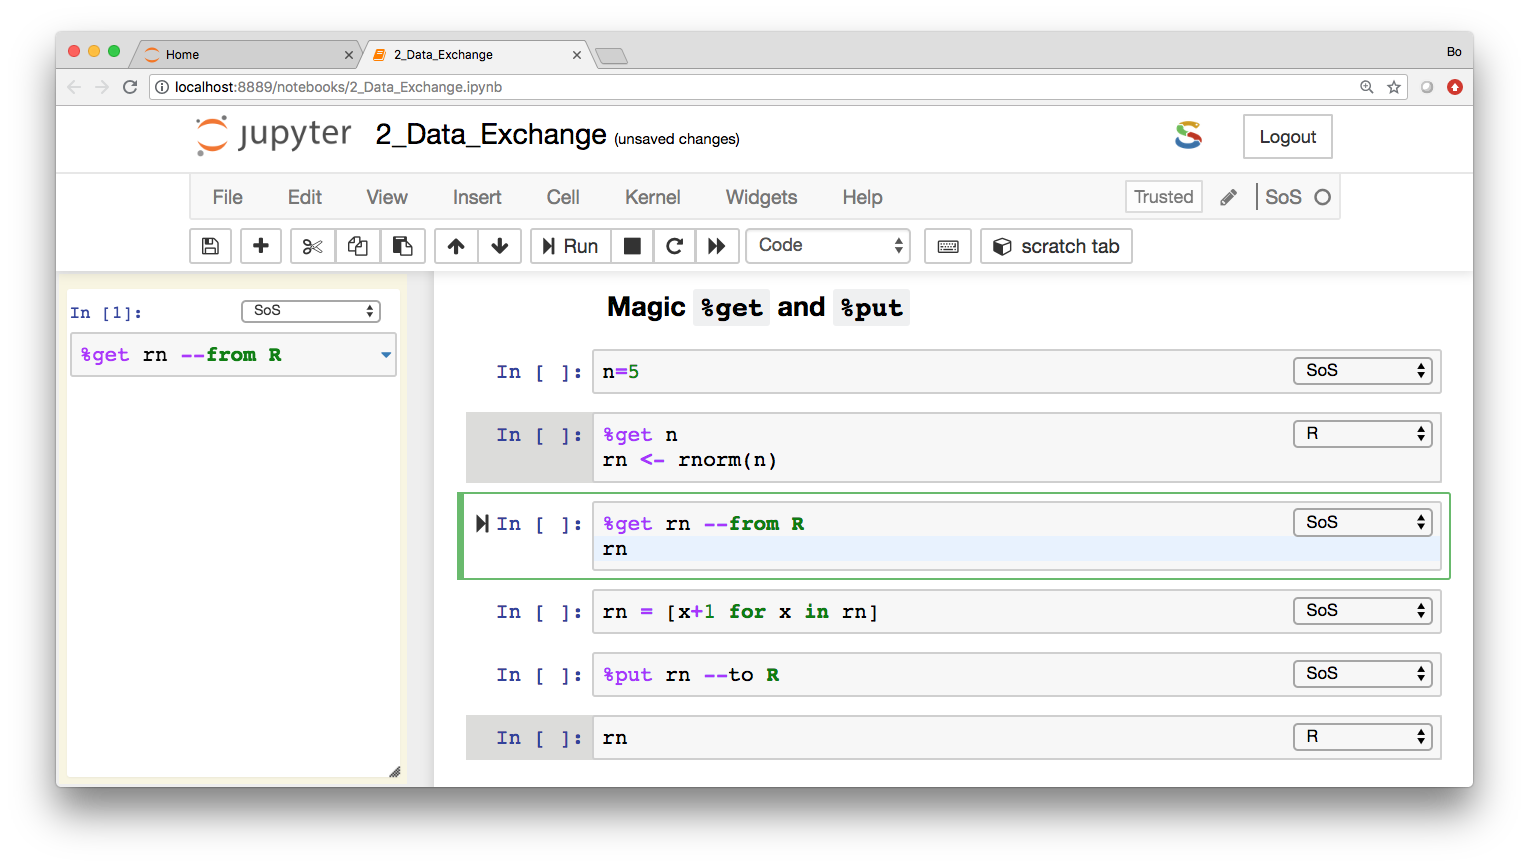 Home
2_Data_Exchange
Bo
localhost:8889/notebooks/2_Data_Exchange.ipynb
jupyter 2_Data_Exchange (unsaved changes)
Logout
File Edit View Insert Cell Kernel Widgets Help Trusted SoS
Run Code scratch tab
In [1]: SoS
%get rn --from R
Magic %get and %put
In [ ]: n=5 SoS
In [ ]: %get n R
rn <- rnorm(n)
In [ ]: %get rn --from R SoS
rn
In [ ]: rn = [x+1 for x in rn] SoS
In [ ]: %put rn --to R SoS
In [ ]: rn R